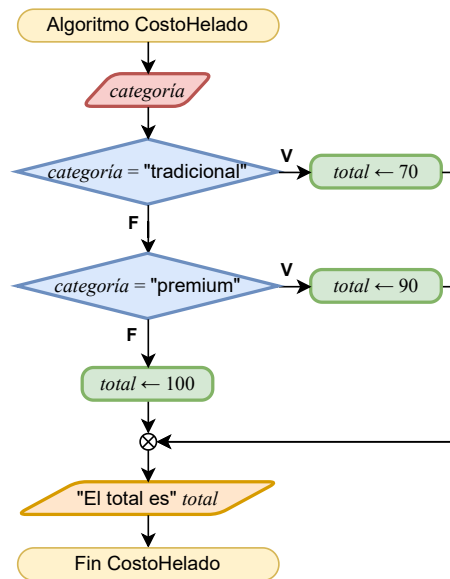 Algoritmo CostoHelado
categoría
categoría = "tradicional"
V
total ← 70
F
categoría = "premium"
V
total ← 90
F
total ← 100
"El total es" total
Fin CostoHelado